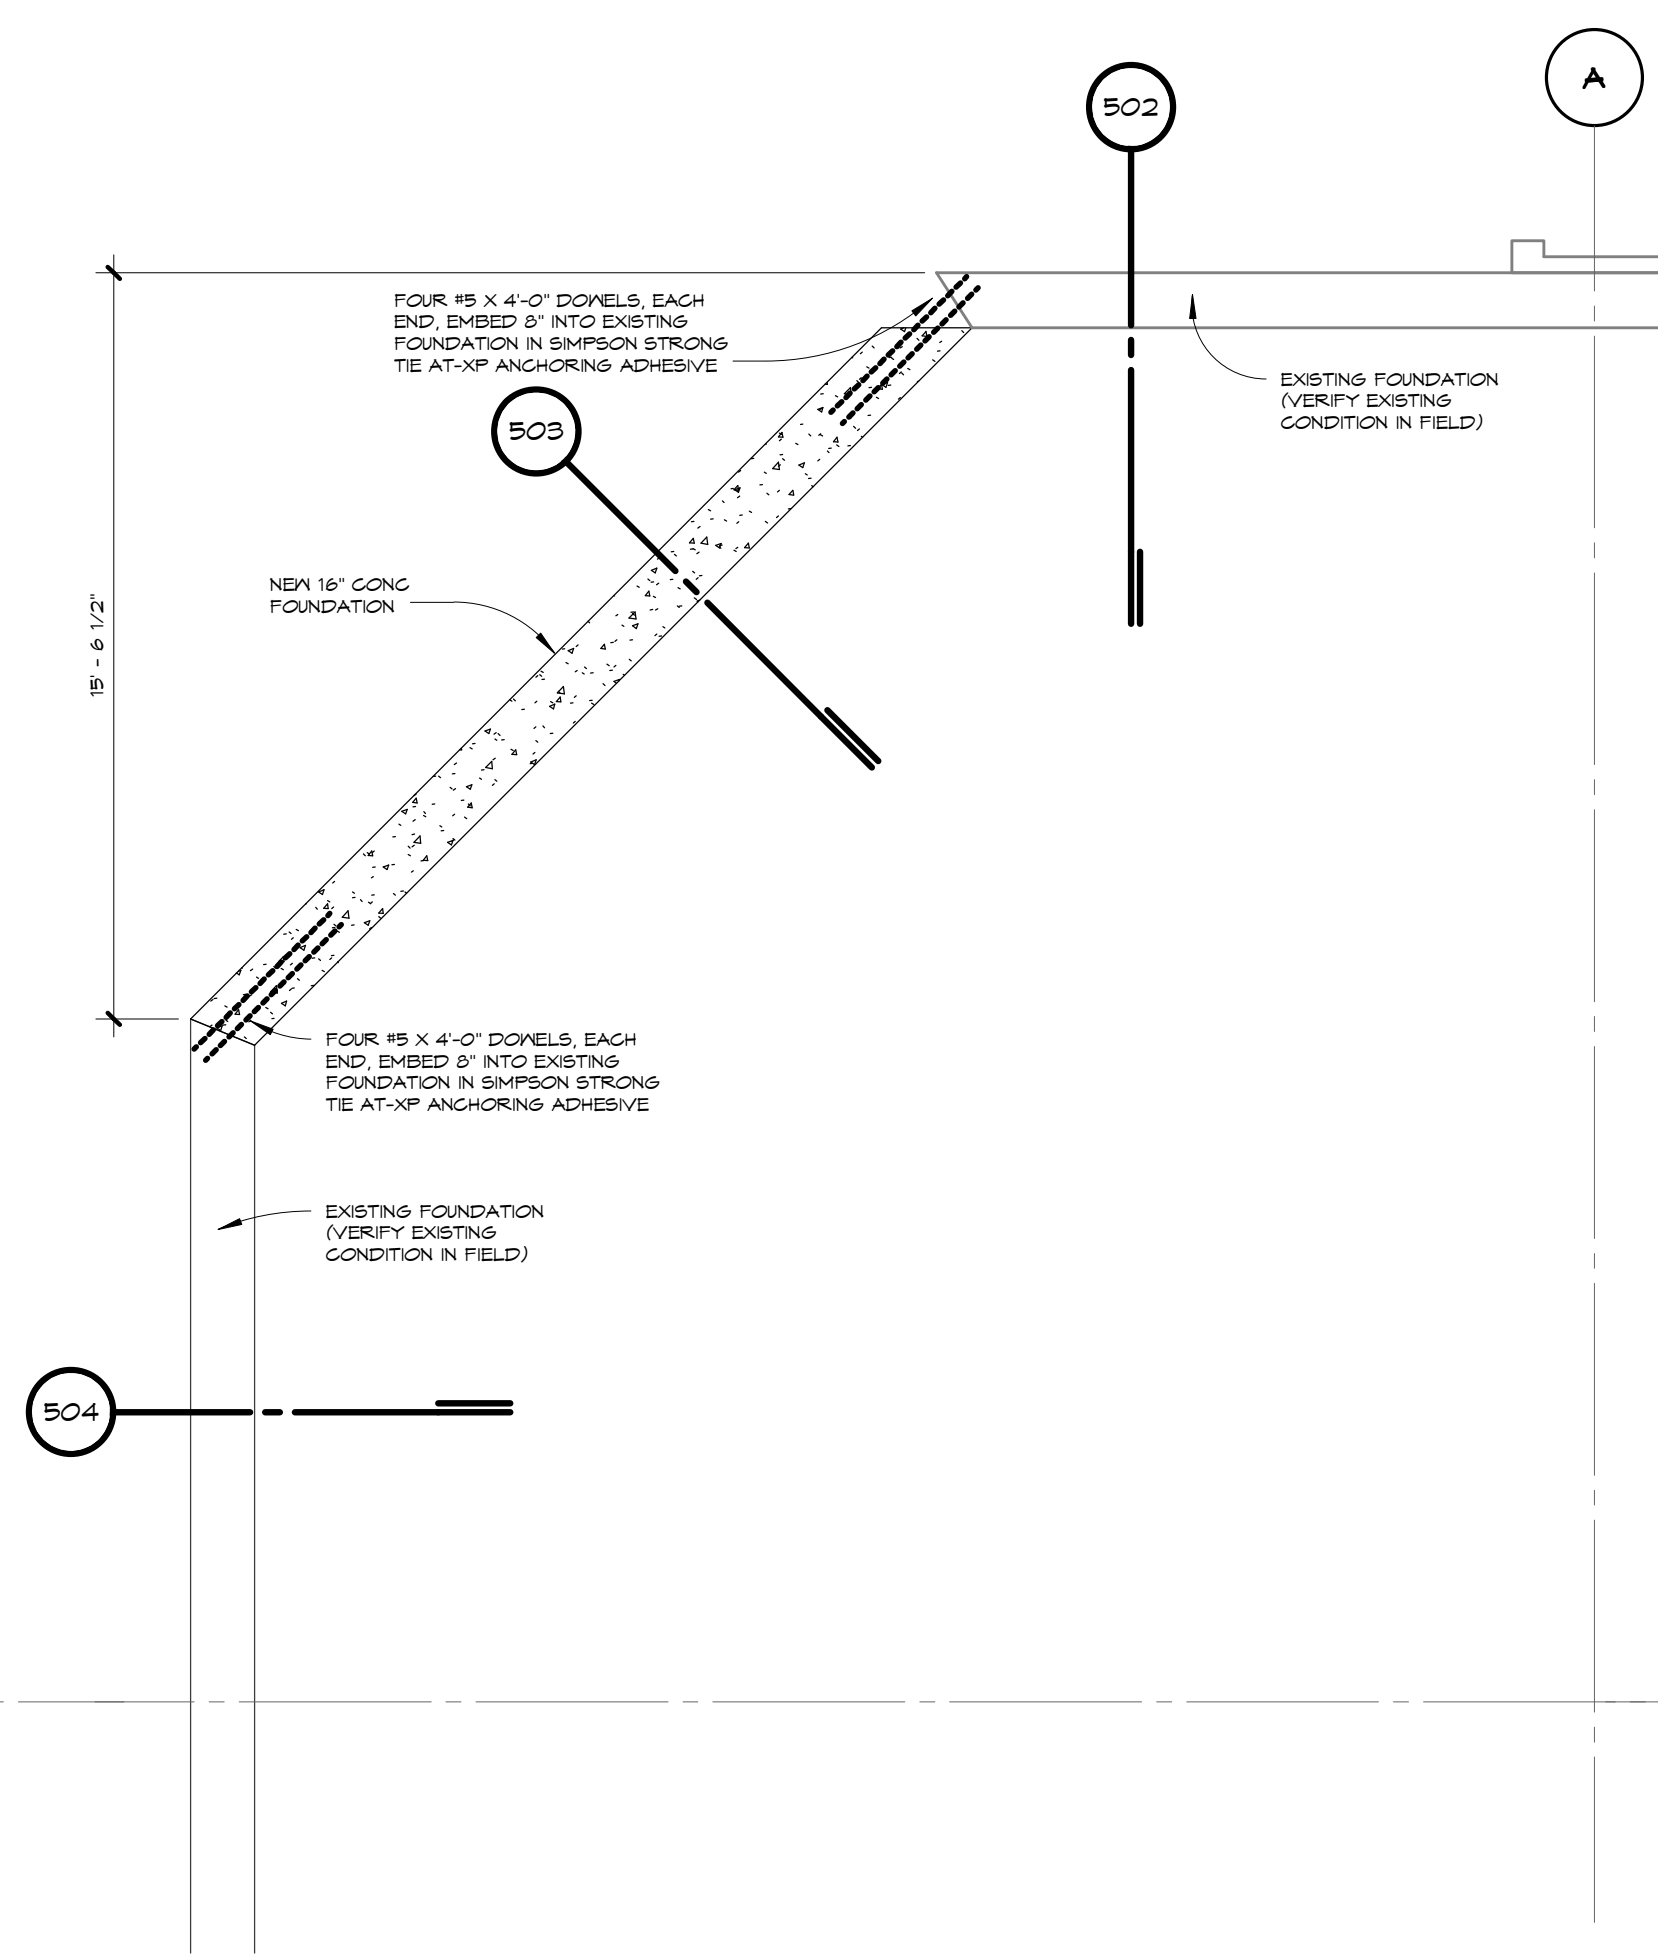 A
502
FOUR #5 X 4'-0" DOWELS, EACH
END, EMBED 8" INTO EXISTING
FOUNDATION IN SIMPSON STRONG
TIE AT-XP ANCHORING ADHESIVE
EXISTING FOUNDATION
(VERIFY EXISTING
CONDITION IN FIELD)
503
NEW 16" CONC
FOUNDATION
15' - 6 1/2"
FOUR #5 X 4'-0" DOWELS, EACH
END, EMBED 8" INTO EXISTING
FOUNDATION IN SIMPSON STRONG
TIE AT-XP ANCHORING ADHESIVE
EXISTING FOUNDATION
(VERIFY EXISTING
CONDITION IN FIELD)
504